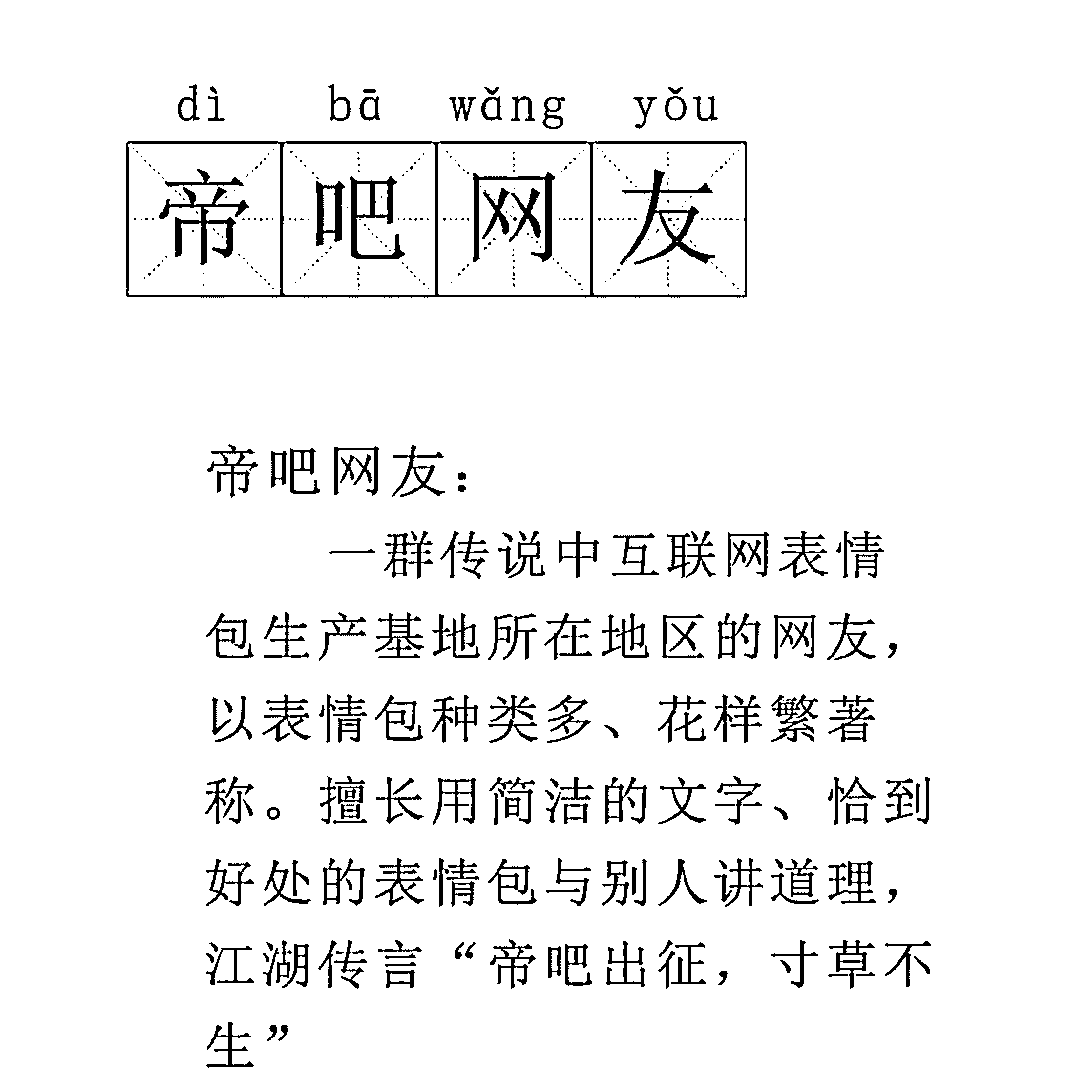 dì bā wǎng yǒu
帝吧网友
帝吧网友：
一群传说中互联网表情
包生产基地所在地区的网友，
以表情包种类多、花样繁著
称。擅长用简洁的文字、恰到
好处的表情包与别人讲道理，
江湖传言“帝吧出征，寸草不
生”